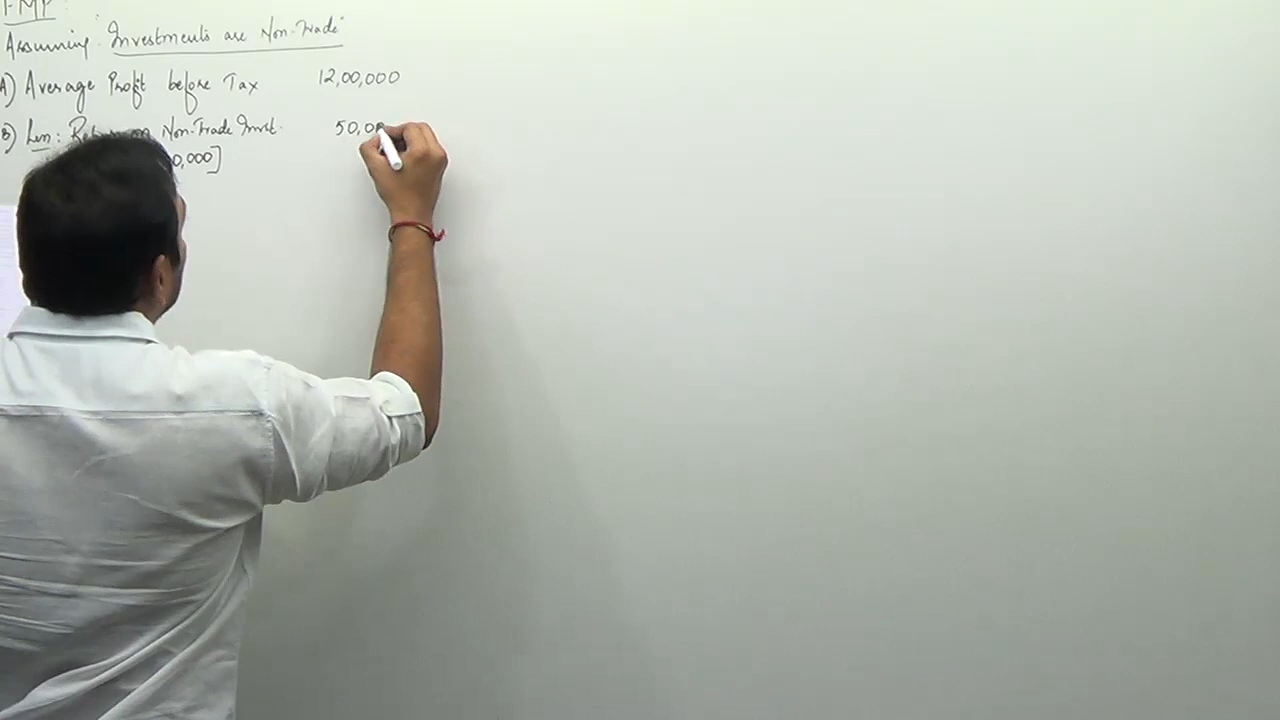 FMP:
Assuming: Investments are Non-Trade"
A) Average Profit before Tax 12,00,000
B) Less: on Non-Trade Invst. 50,00
0,000]